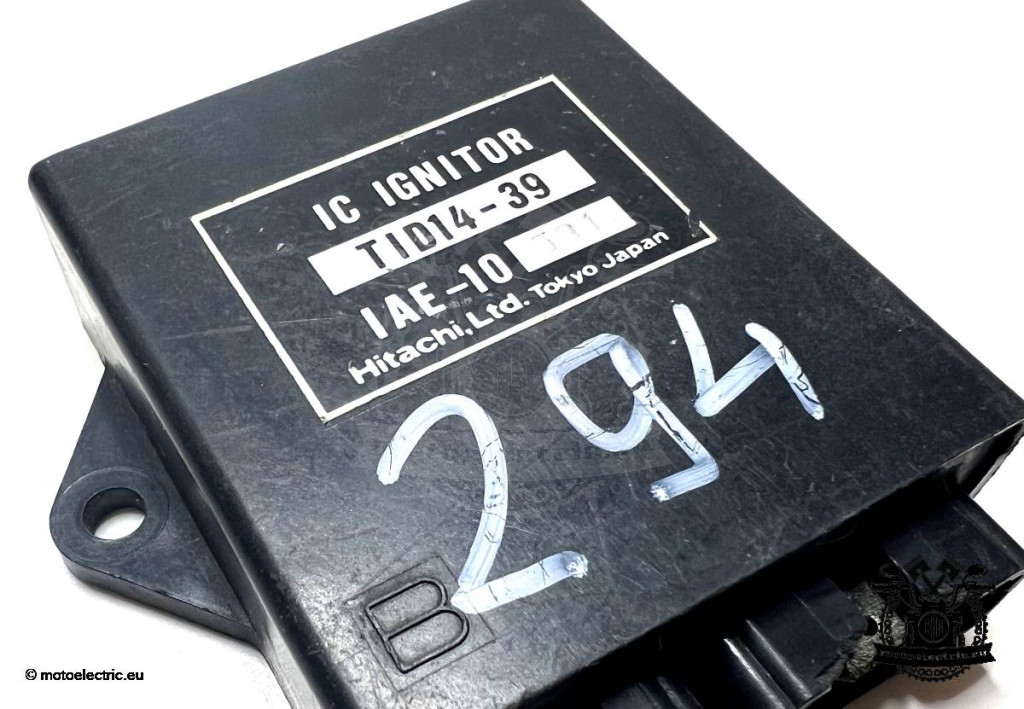 IC IGNITOR
TID14-39
IAE-10
Hitachi, Ltd. Tokyo Japan
294
B
© motoelectric.eu